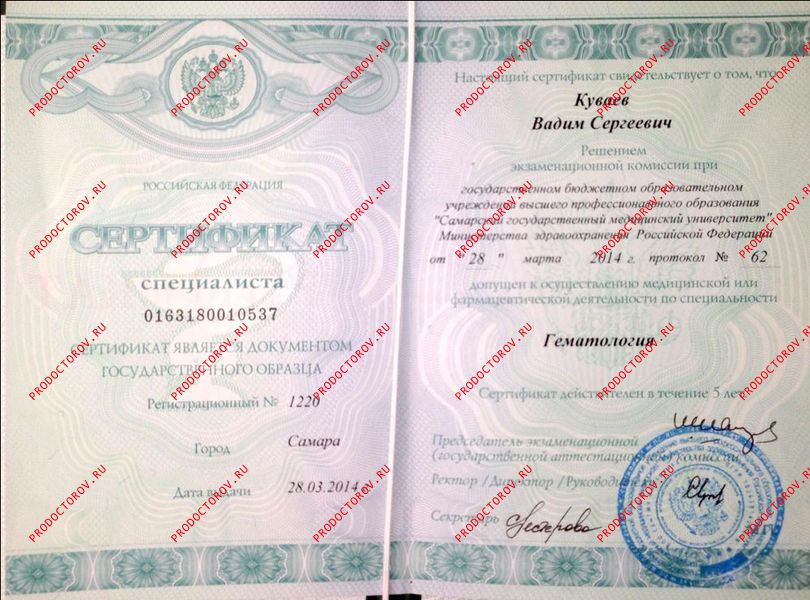 РОССИЙСКАЯ ФЕДЕРАЦИЯ
СЕРТИФИКАТ
специалиста
0163180010537
СЕРТИФИКАТ ЯВЛЯЕТСЯ ДОКУМЕНТОМ
ГОСУДАРСТВЕННОГО ОБРАЗЦА
Регистрационный № 1220
Город Самара
Дата выдачи 28.03.2014
Настоящий сертификат свидетельствует о том, что
Куваев
Вадим Сергеевич
Решением
экзаменационной комиссии при
государственном бюджетном образовательном
учреждении высшего профессионального образования
"Самарский государственный медицинский университет"
Министерства здравоохранения Российской Федерации
от "28" марта 2014 г. протокол № 62
допущен к осуществлению медицинской или
фармацевтической деятельности по специальности
Гематология
Сертификат действителен в течение 5 лет
Председатель экзаменационной
(государственной аттестационной) комиссии
Ректор /Директор /Руководитель
Секретарь
PRODOCTOROV.RU